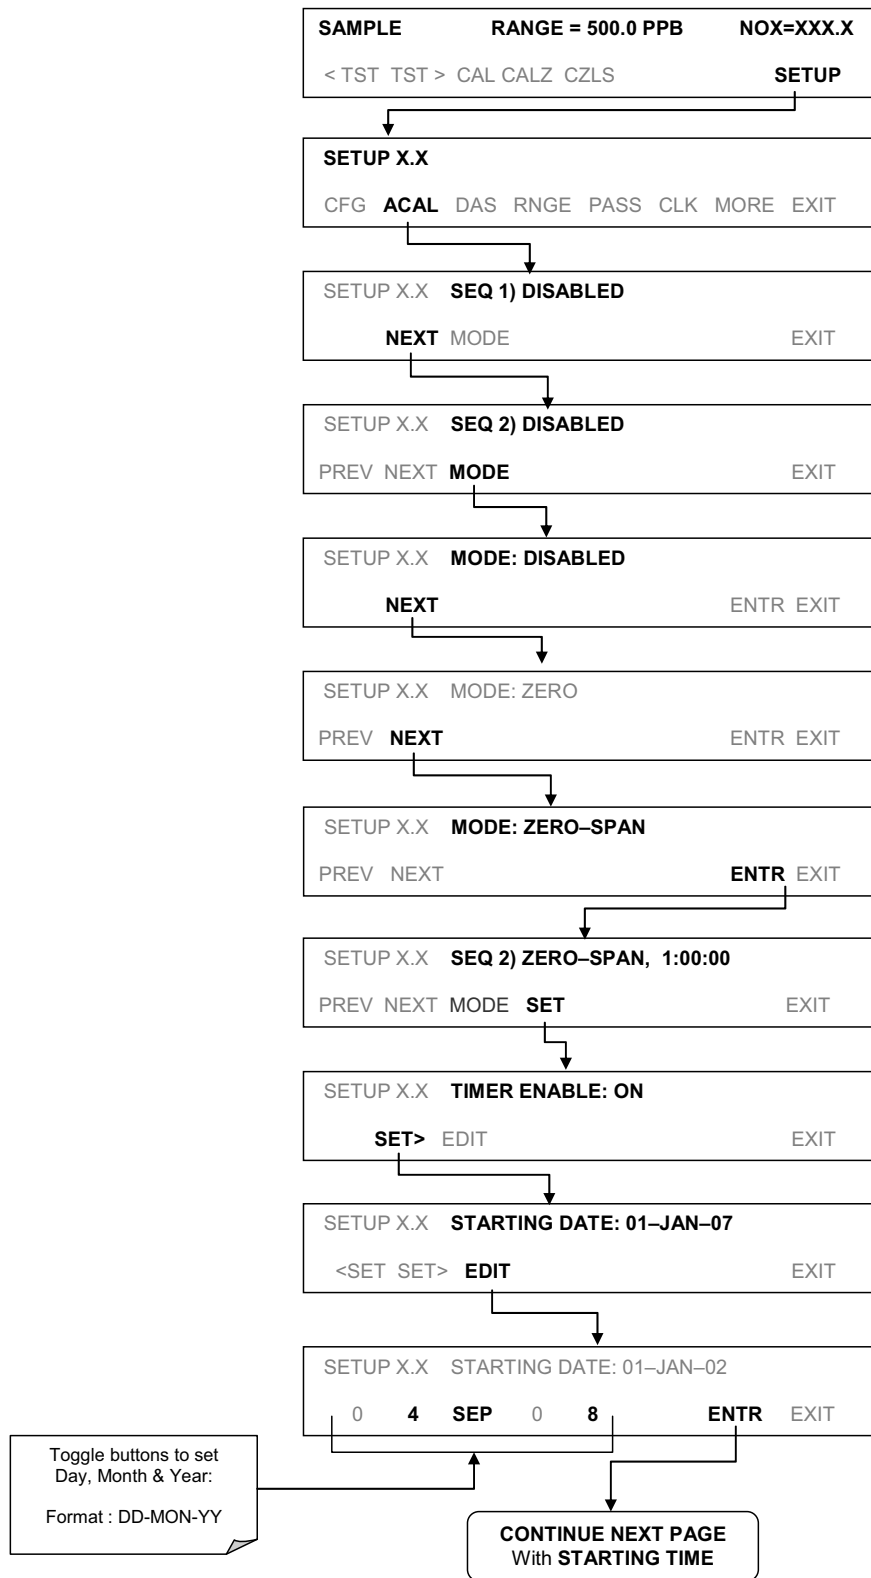 SAMPLE RANGE = 500.0 PPB NOX=XXX.X
< TST TST > CAL CALZ CZLS SETUP
SETUP X.X
CFG ACAL DAS RNGE PASS CLK MORE EXIT
SETUP X.X SEQ 1) DISABLED
NEXT MODE EXIT
SETUP X.X SEQ 2) DISABLED
PREV NEXT MODE EXIT
SETUP X.X MODE: DISABLED
NEXT ENTR EXIT
SETUP X.X MODE: ZERO
PREV NEXT ENTR EXIT
SETUP X.X MODE: ZERO–SPAN
PREV NEXT ENTR EXIT
SETUP X.X SEQ 2) ZERO–SPAN, 1:00:00
PREV NEXT MODE SET EXIT
SETUP X.X TIMER ENABLE: ON
SET> EDIT EXIT
SETUP X.X STARTING DATE: 01–JAN–07
<SET SET> EDIT EXIT
SETUP X.X STARTING DATE: 01–JAN–02
0 4 SEP 0 8 ENTR EXIT
Toggle buttons to set
Day, Month & Year:
Format : DD-MON-YY
CONTINUE NEXT PAGE
With STARTING TIME